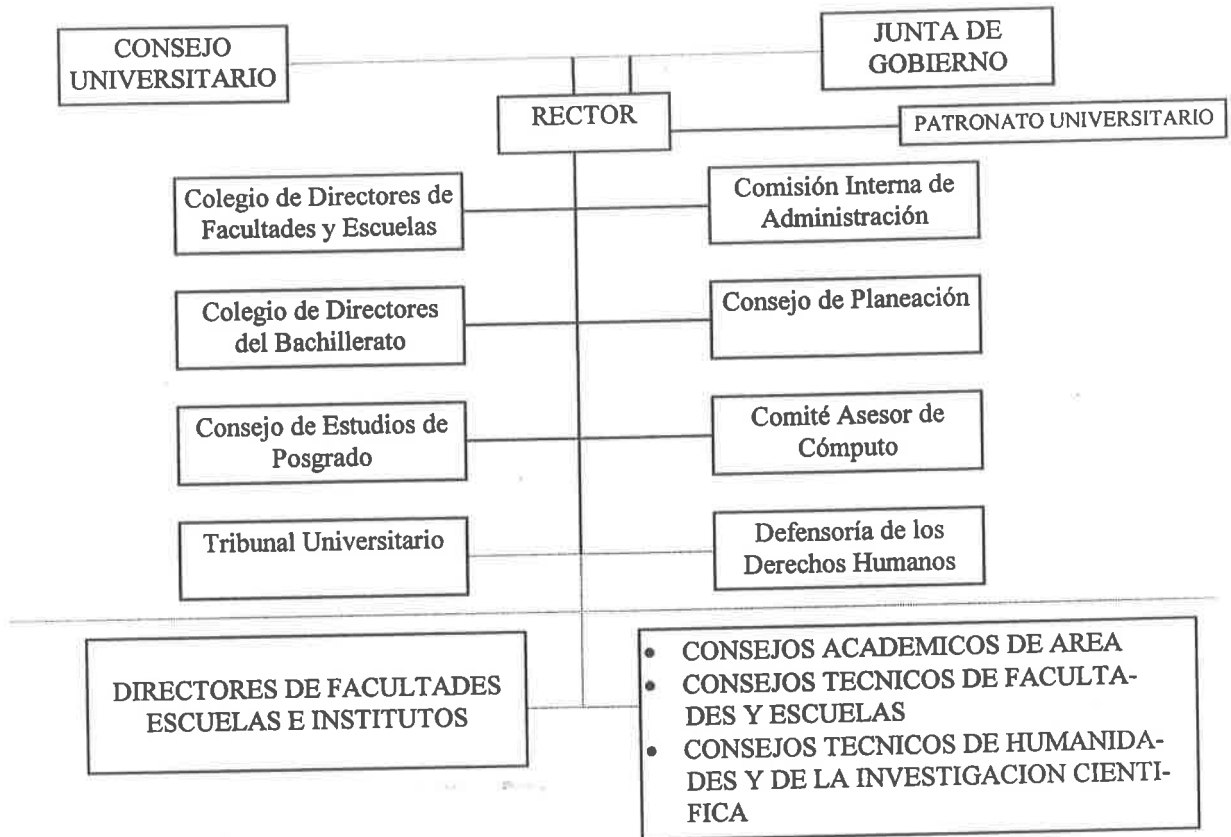 CONSEJO
UNIVERSITARIO
JUNTA DE
GOBIERNO
RECTOR
PATRONATO UNIVERSITARIO
Colegio de Directores de
Facultades y Escuelas
Comisión Interna de
Administración
Colegio de Directores
del Bachillerato
Consejo de Planeación
Consejo de Estudios de
Posgrado
Comité Asesor de
Cómputo
Tribunal Universitario
Defensoría de los
Derechos Humanos
DIRECTORES DE FACULTADES
ESCUELAS E INSTITUTOS
• CONSEJOS ACADEMICOS DE AREA
• CONSEJOS TECNICOS DE FACULTA-
DES Y ESCUELAS
• CONSEJOS TECNICOS DE HUMANIDA-
DES Y DE LA INVESTIGACION CIENTI-
FICA